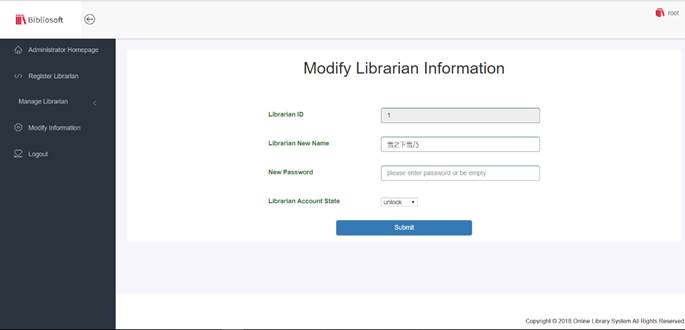 Bibliosoft
root
Administrator Homepage
Register Librarian
Manage Librarian
Modify Information
Logout
Modify Librarian Information
Librarian ID
1
Librarian New Name
雪之下雪乃
New Password
please enter password or be empty
Librarian Account State
unlock
Submit
Copyright © 2018 Online Library System All Rights Reserved